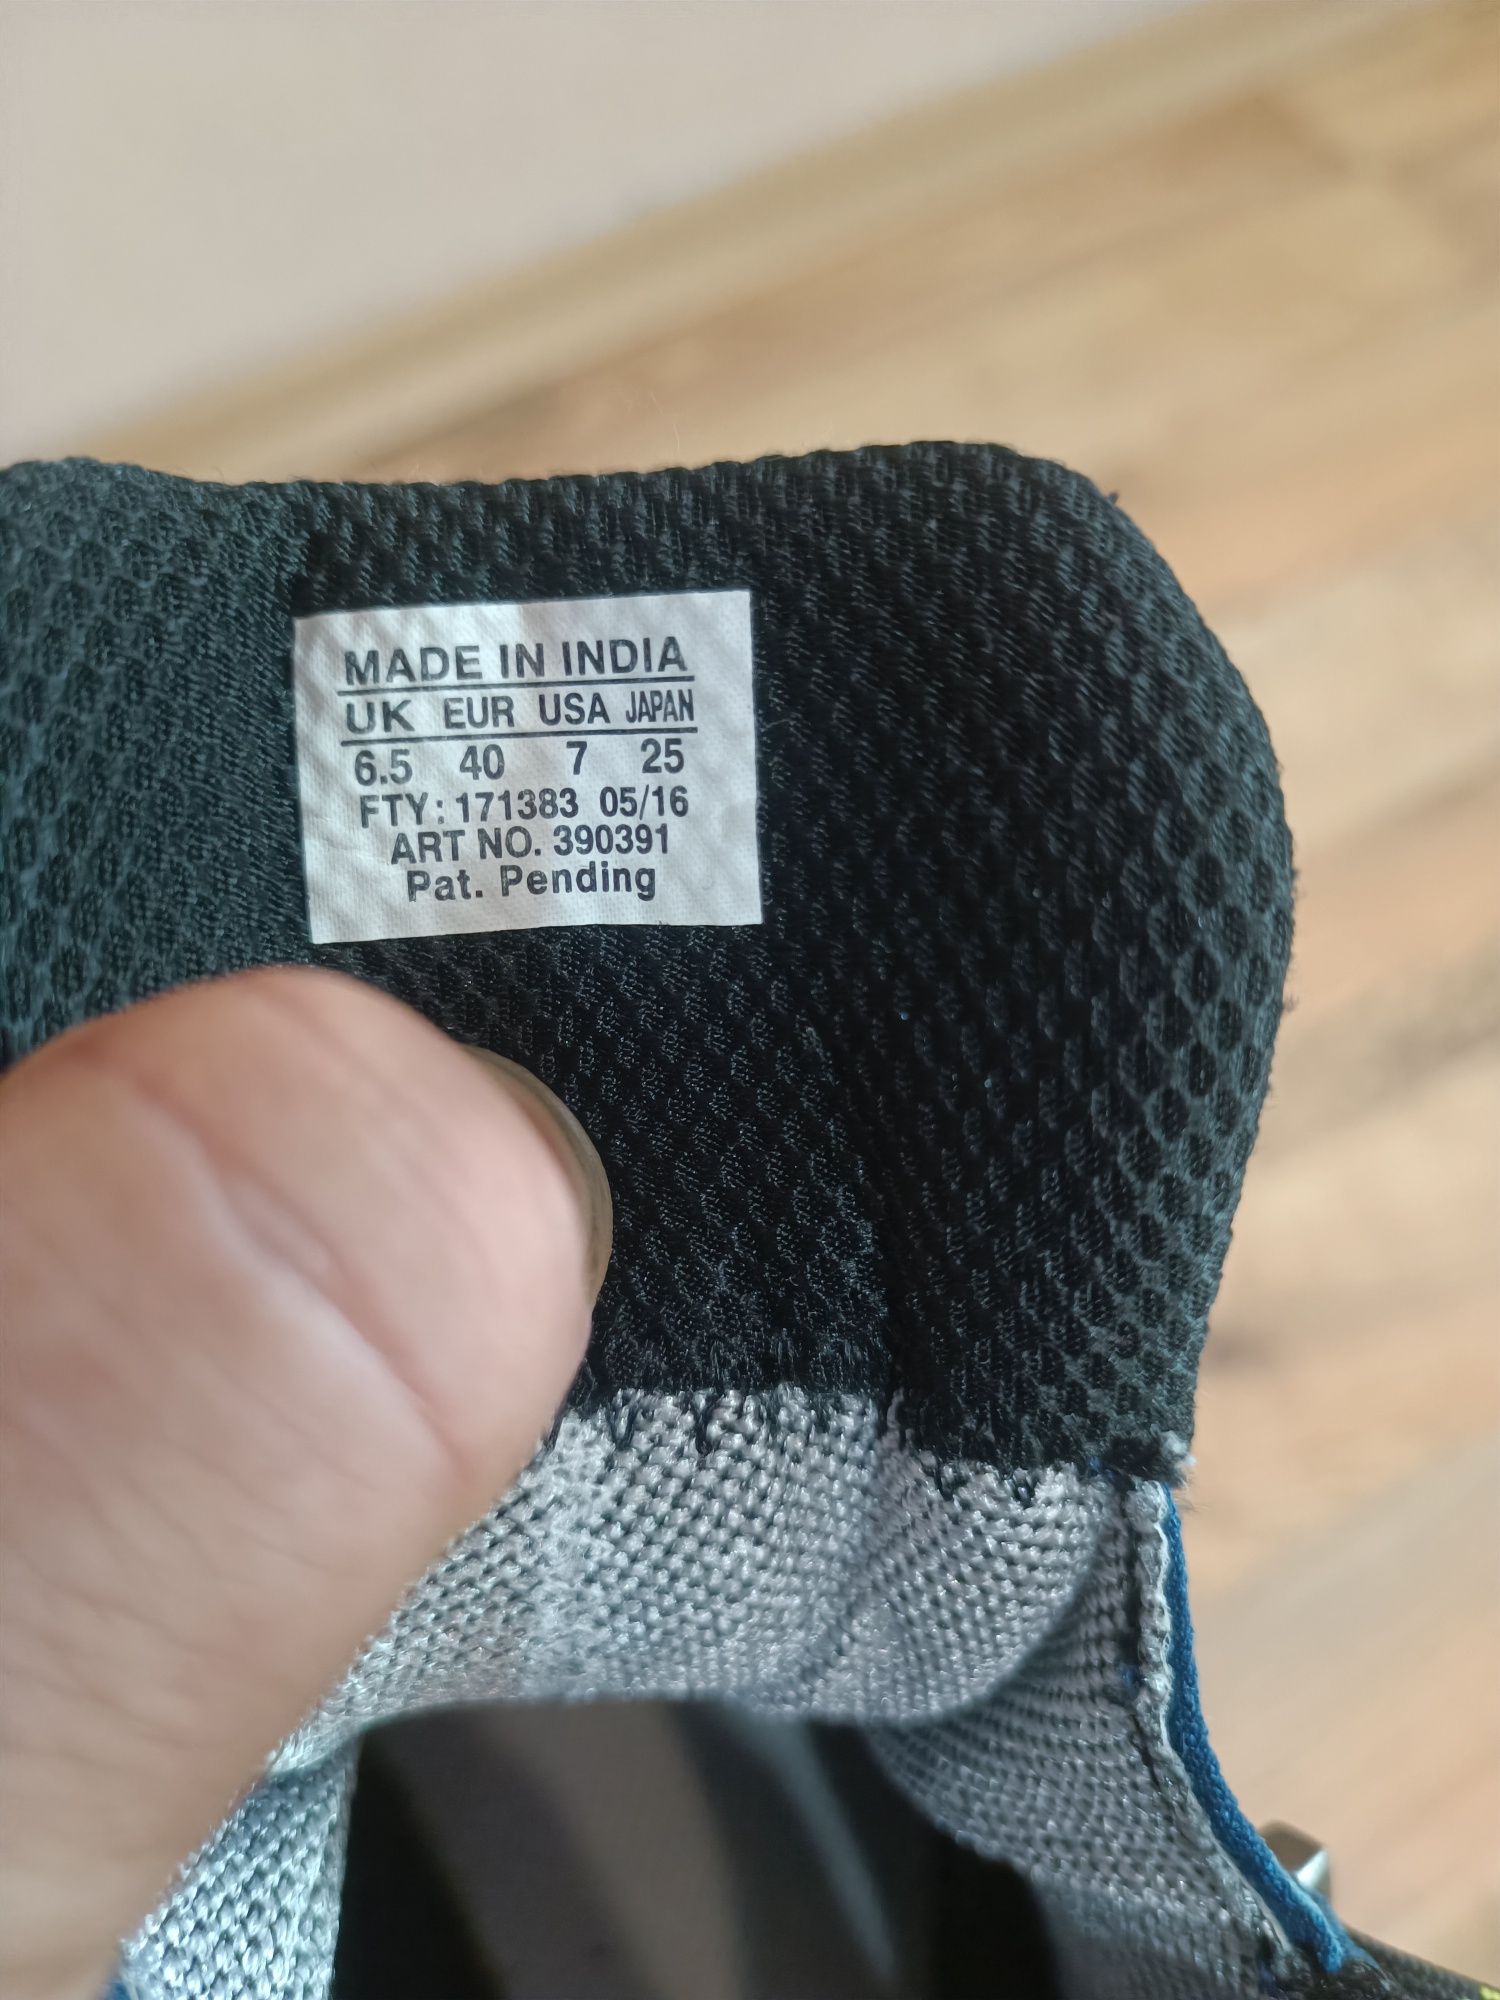 MADE IN INDIA
UK EUR USA JAPAN
6.5 40 7 25
FTY: 171383 05/16
ART NO. 390391
Pat. Pending